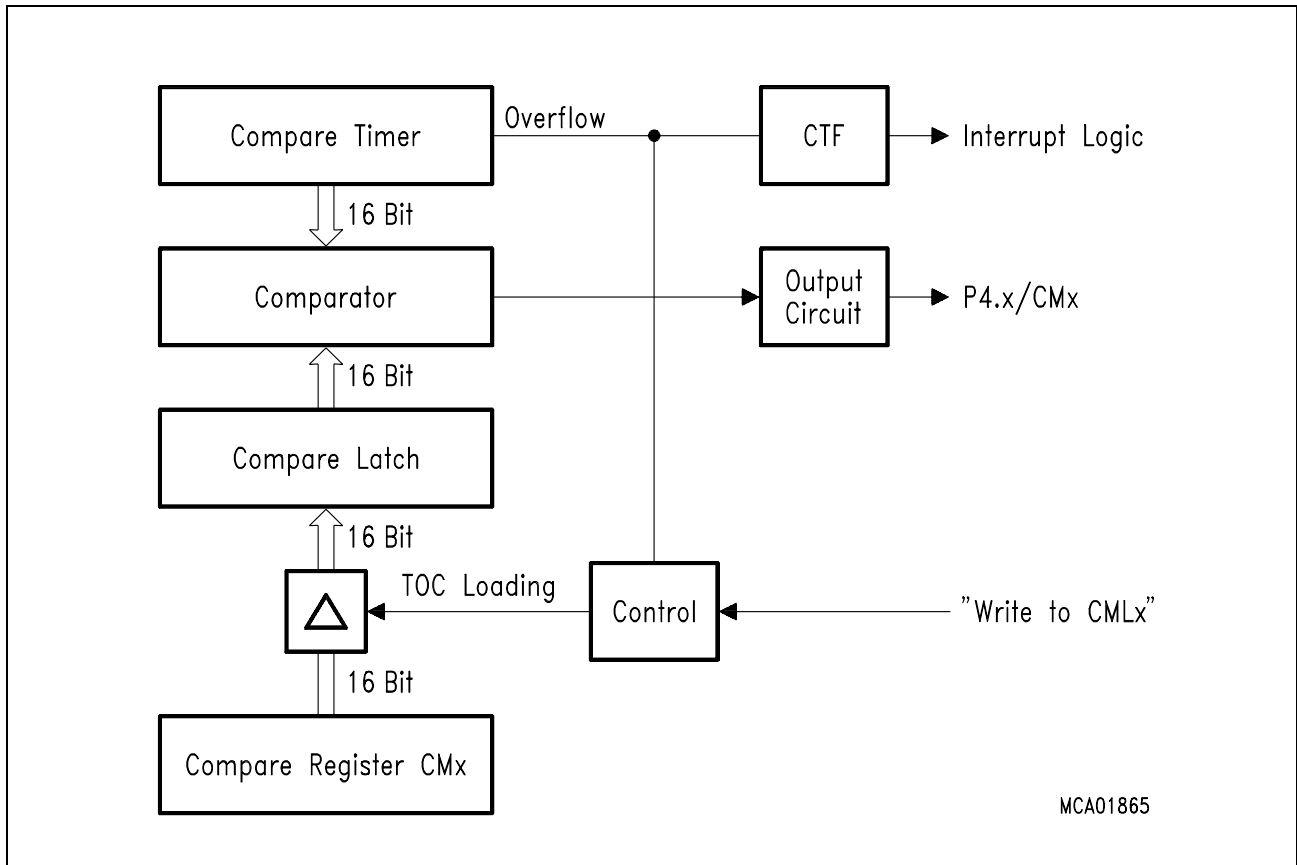 Compare Timer
Overflow
CTF
Interrupt Logic
16 Bit
Comparator
Output
Circuit
P4.x/CMx
16 Bit
Compare Latch
16 Bit
TOC Loading
Control
"Write to CMLx"
16 Bit
Compare Register CMx
MCA01865